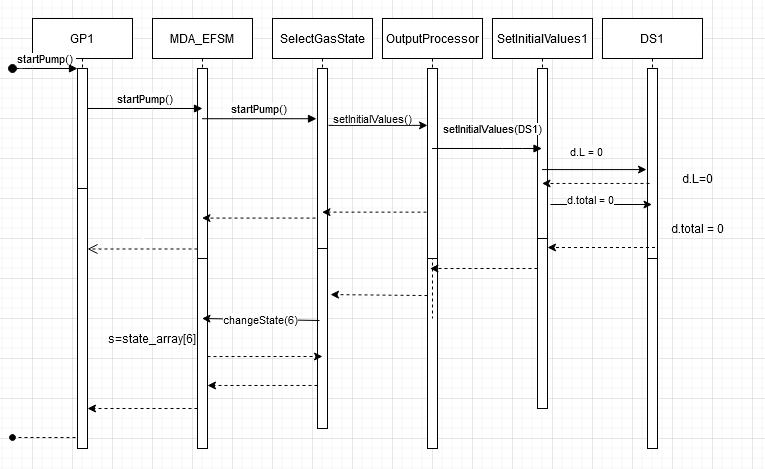 GP1
MDA_EFSM
SelectGasState
OutputProcessor
SetInitialValues1
DS1
startPump()
startPump()
startPump()
setInitialValues()
setInitialValues(DS1)
d.L = 0
d.L=0
d.total = 0
d.total = 0
changeState(6)
s=state_array[6]